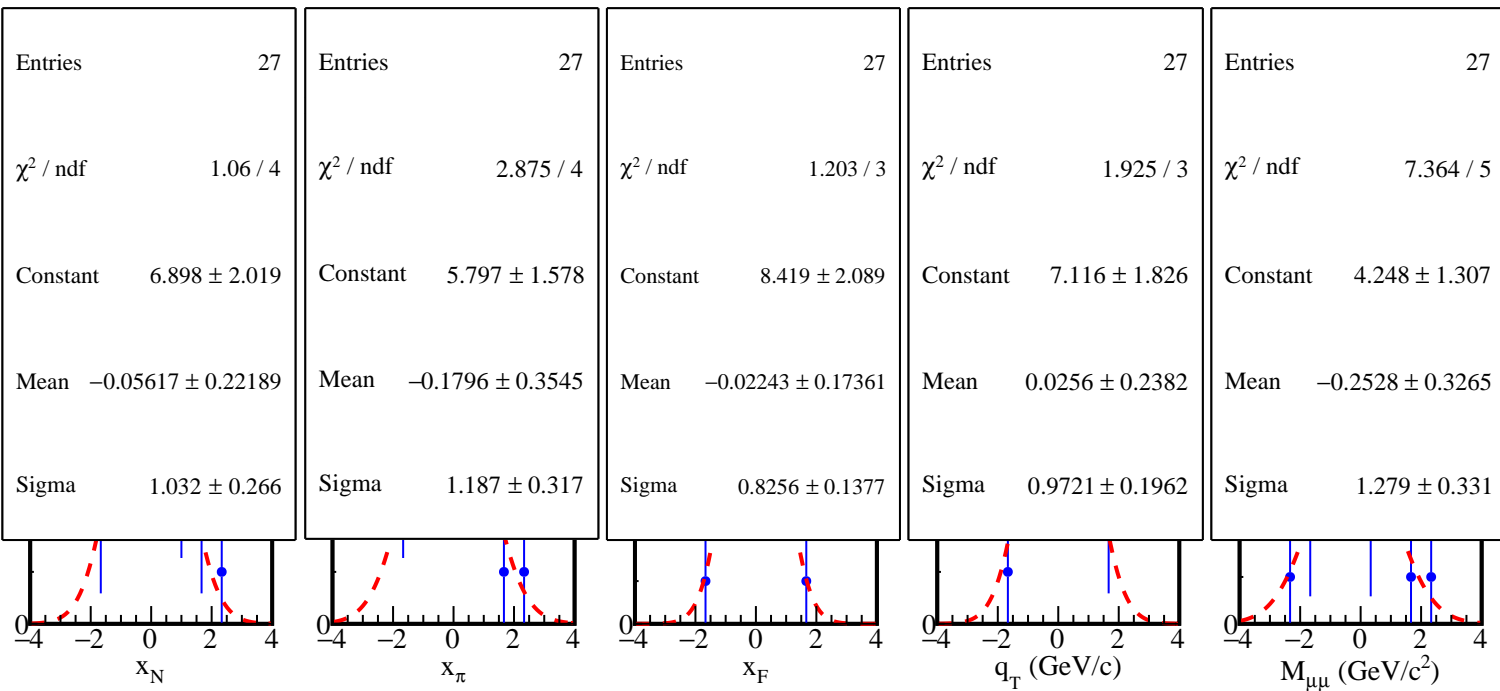 Entries 27
χ² / ndf 1.06 / 4
Constant 6.898 ± 2.019
Mean −0.05617 ± 0.22189
Sigma 1.032 ± 0.266
0
−4 −2 0 2 4
x_N
Entries 27
χ² / ndf 2.875 / 4
Constant 5.797 ± 1.578
Mean −0.1796 ± 0.3545
Sigma 1.187 ± 0.317
0
−4 −2 0 2 4
x_π
Entries 27
χ² / ndf 1.203 / 3
Constant 8.419 ± 2.089
Mean −0.02243 ± 0.17361
Sigma 0.8256 ± 0.1377
0
−4 −2 0 2 4
x_F
Entries 27
χ² / ndf 1.925 / 3
Constant 7.116 ± 1.826
Mean 0.0256 ± 0.2382
Sigma 0.9721 ± 0.1962
0
−4 −2 0 2 4
q_T (GeV/c)
Entries 27
χ² / ndf 7.364 / 5
Constant 4.248 ± 1.307
Mean −0.2528 ± 0.3265
Sigma 1.279 ± 0.331
0
−4 −2 0 2 4
M_μμ (GeV/c²)